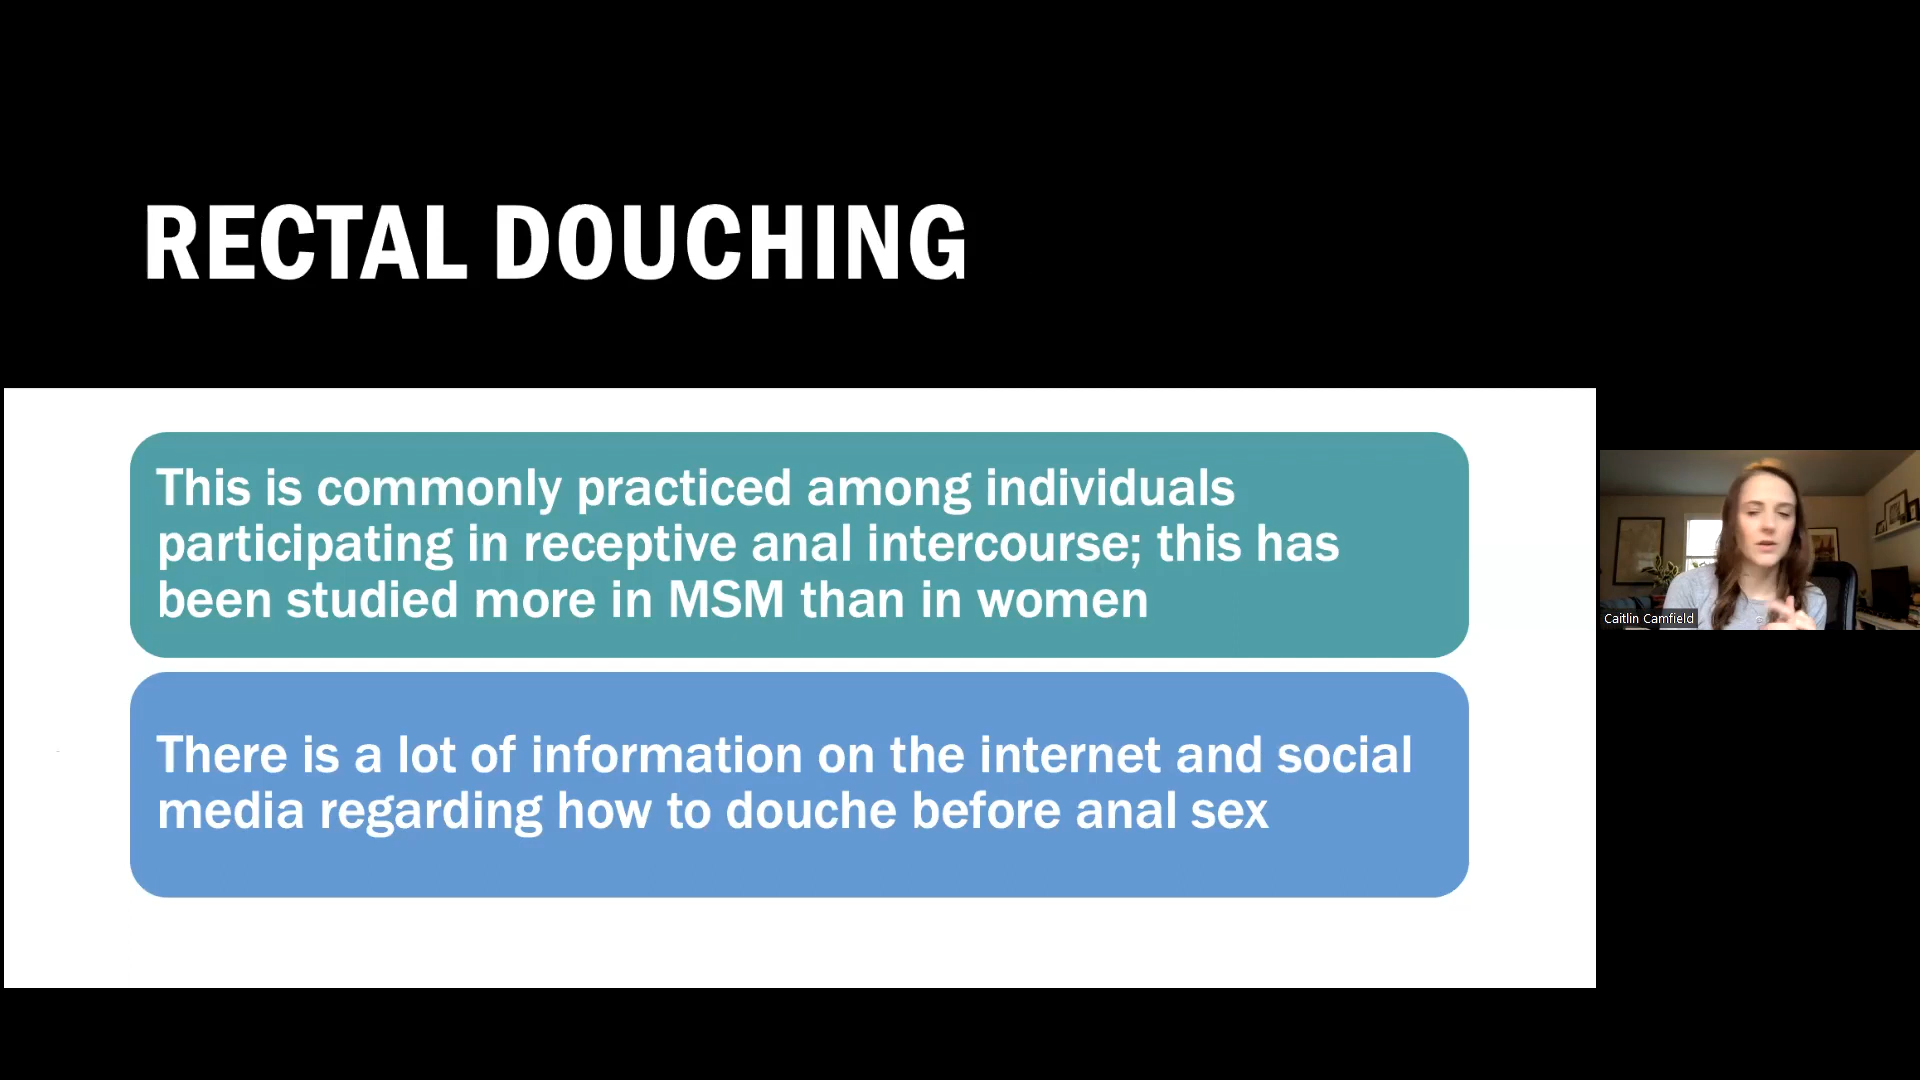 RECTAL DOUCHING
This is commonly practiced among individuals
participating in receptive anal intercourse; this has
been studied more in MSM than in women
There is a lot of information on the internet and social
media regarding how to douche before anal sex
Caitlin Camfield